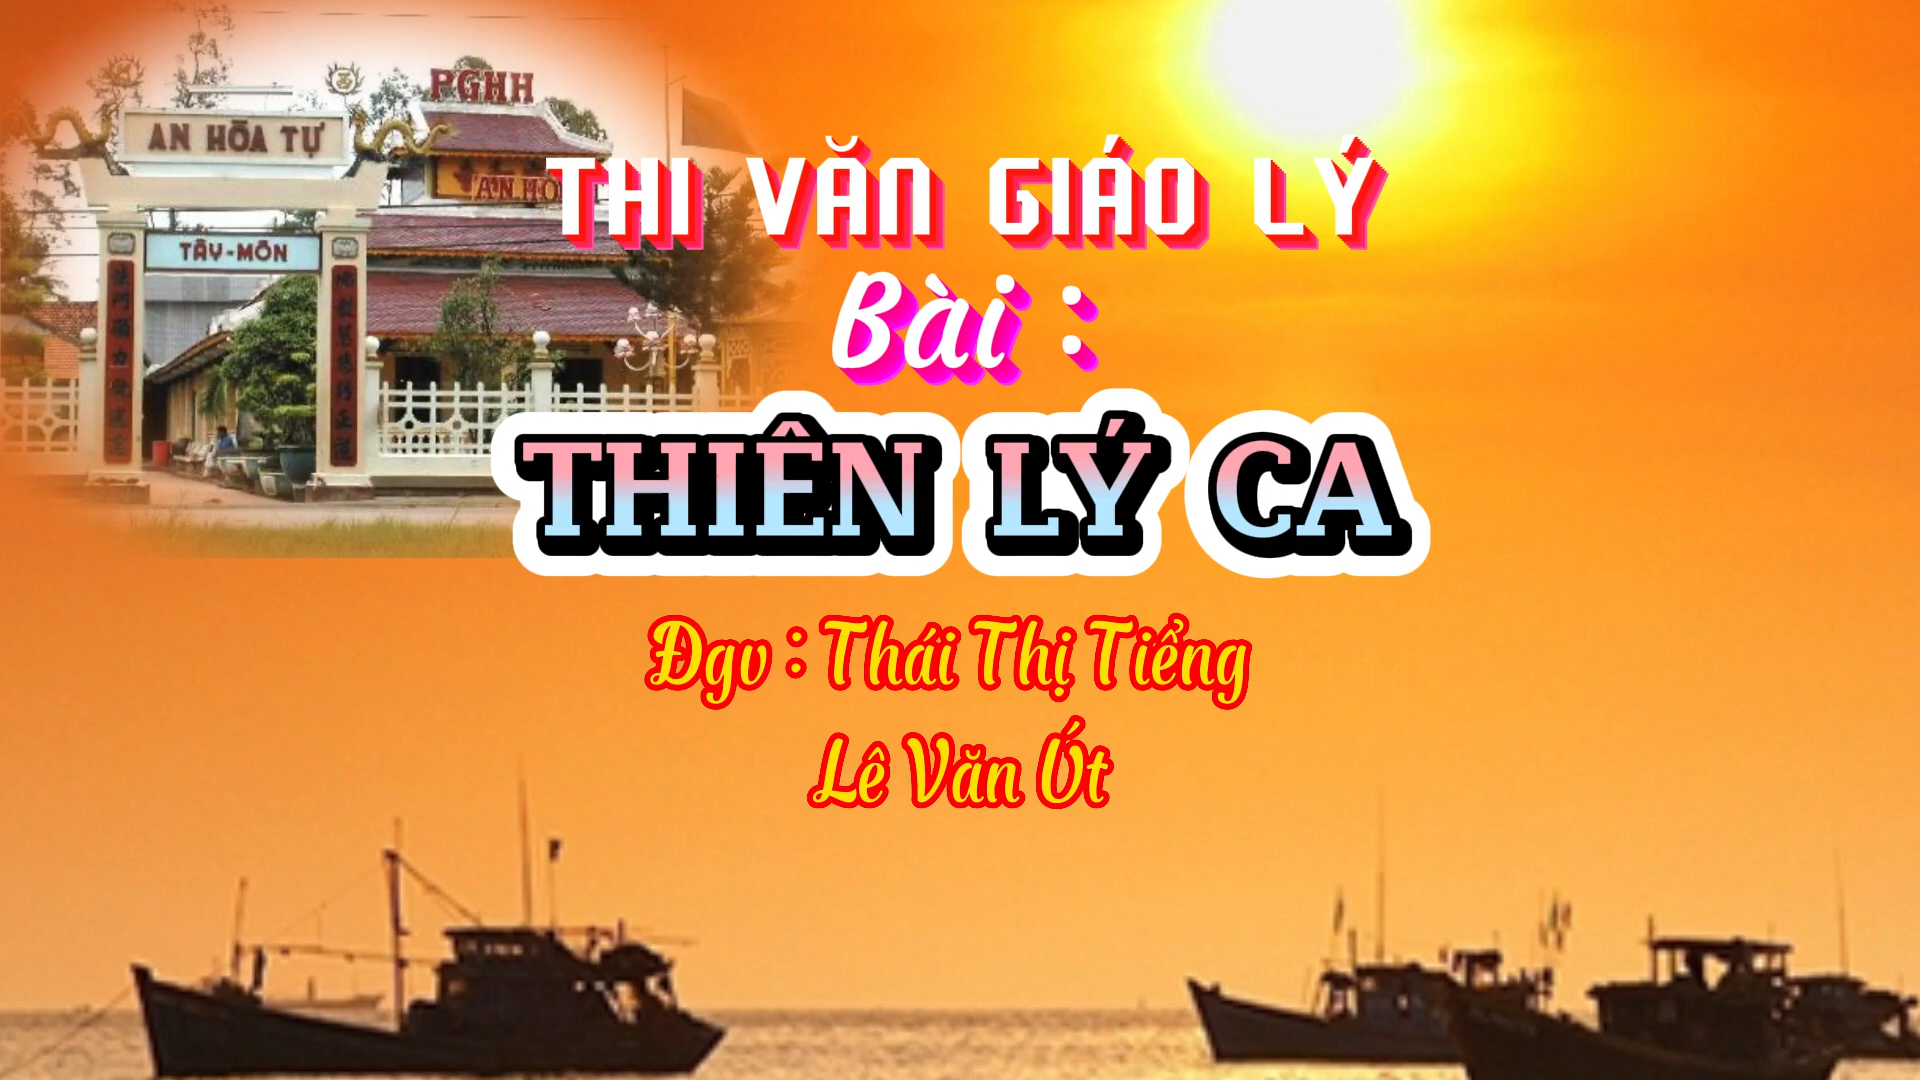 PGHH
AN HÒA TỰ
AN HÒ
TÂY-MÔN
THI VĂN GIÁO LÝ
Bài :
THIÊN LÝ CA
Đgv : Thái Thị Tiểng
Lê Văn Út